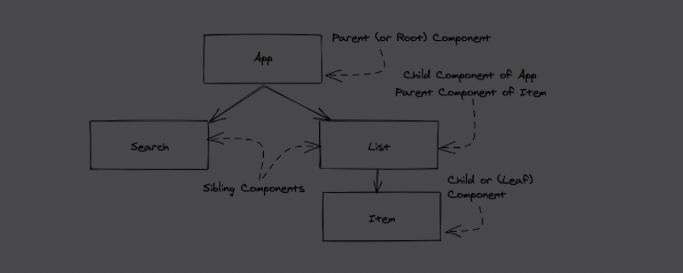 Parent (or Root) Component
App
Child Component of App
Parent Component of Item
Search
List
Sibling Components
Child or (Leaf)
Component
Item